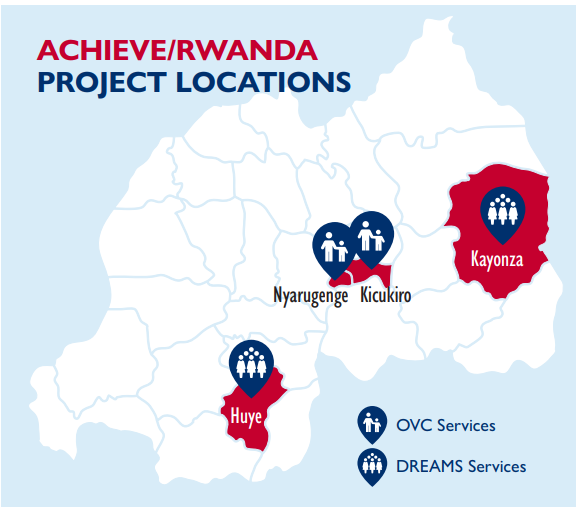 ACHIEVE/RWANDA
PROJECT LOCATIONS
Kayonza
Nyarugenge Kicukiro
Huye
OVC Services
DREAMS Services